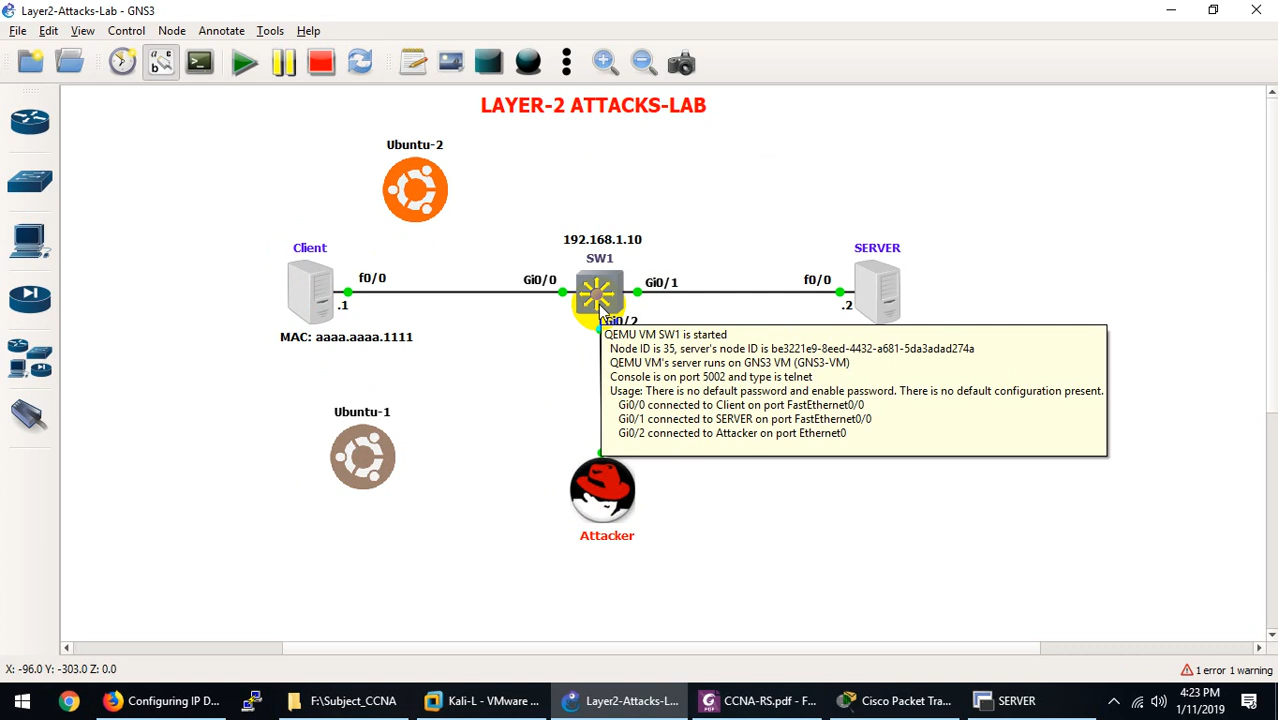 Layer2-Attacks-Lab - GNS3
File Edit View Control Node Annotate Tools Help
LAYER-2 ATTACKS-LAB
Ubuntu-2
192.168.1.10
Client
SW1
SERVER
f0/0
Gi0/0
Gi0/1
f0/0
.1
.2
Gi0/2
MAC: aaaa.aaaa.1111
QEMU VM SW1 is started
Node ID is 35, server's node ID is be3221e9-8eed-4432-a681-5da3adad274a
QEMU VM's server runs on GNS3 VM (GNS3-VM)
Console is on port 5002 and type is telnet
Usage: There is no default password and enable password. There is no default configuration present.
Gi0/0 connected to Client on port FastEthernet0/0
Gi0/1 connected to SERVER on port FastEthernet0/0
Gi0/2 connected to Attacker on port Ethernet0
Ubuntu-1
Attacker
X: -96.0 Y: -303.0 Z: 0.0
1 error 1 warning
Configuring IP D...
F:\Subject_CCNA
Kali-L - VMware ...
Layer2-Attacks-L...
CCNA-RS.pdf - F...
Cisco Packet Tra...
SERVER
4:23 PM
1/11/2019